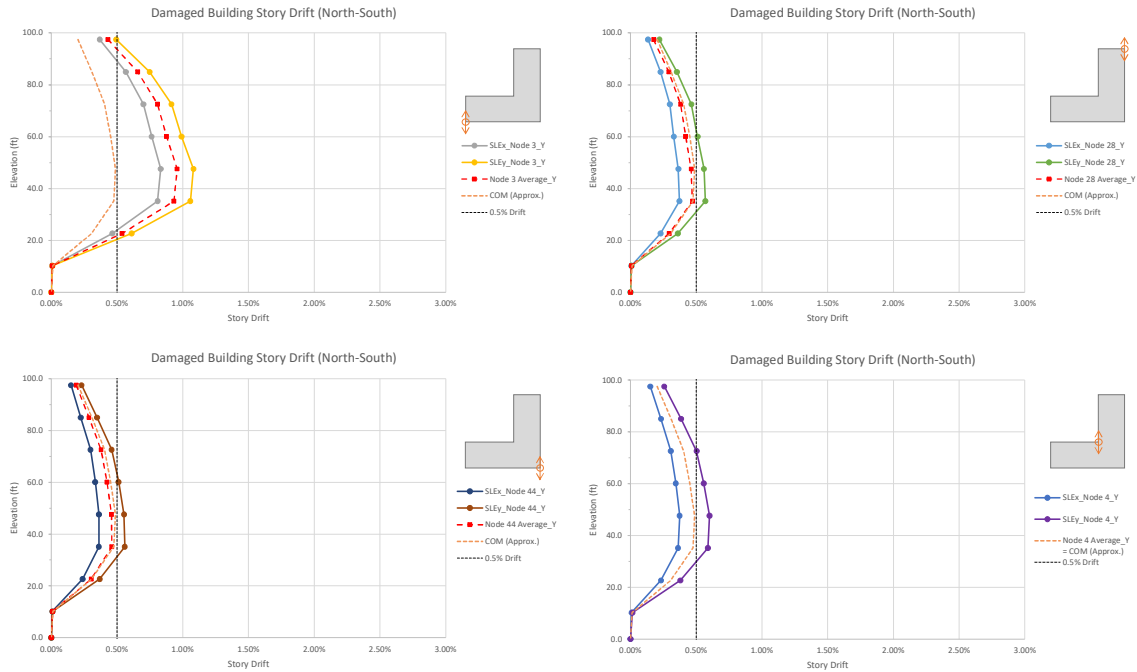 Damaged Building Story Drift (North-South)
100.0
80.0
60.0
40.0
20.0
0.0
Elevation (ft)
0.00%
0.50%
1.00%
1.50%
2.00%
2.50%
3.00%
Story Drift
SLEx_Node 3_Y
SLEy_Node 3_Y
Node 3 Average_Y
COM (Approx.)
0.5% Drift
Damaged Building Story Drift (North-South)
100.0
80.0
60.0
40.0
20.0
0.0
Elevation (ft)
0.00%
0.50%
1.00%
1.50%
2.00%
2.50%
3.00%
Story Drift
SLEx_Node 28_Y
SLEy_Node 28_Y
Node 28 Average_Y
COM (Approx.)
0.5% Drift
Damaged Building Story Drift (North-South)
100.0
80.0
60.0
40.0
20.0
0.0
Elevation (ft)
0.00%
0.50%
1.00%
1.50%
2.00%
2.50%
3.00%
Story Drift
SLEx_Node 44_Y
SLEy_Node 44_Y
Node 44 Average_Y
COM (Approx.)
0.5% Drift
Damaged Building Story Drift (North-South)
100.0
80.0
60.0
40.0
20.0
0.0
Elevation (ft)
0.00%
0.50%
1.00%
1.50%
2.00%
2.50%
3.00%
Story Drift
SLEx_Node 4_Y
SLEy_Node 4_Y
Node 4 Average_Y
= COM (Approx.)
0.5% Drift